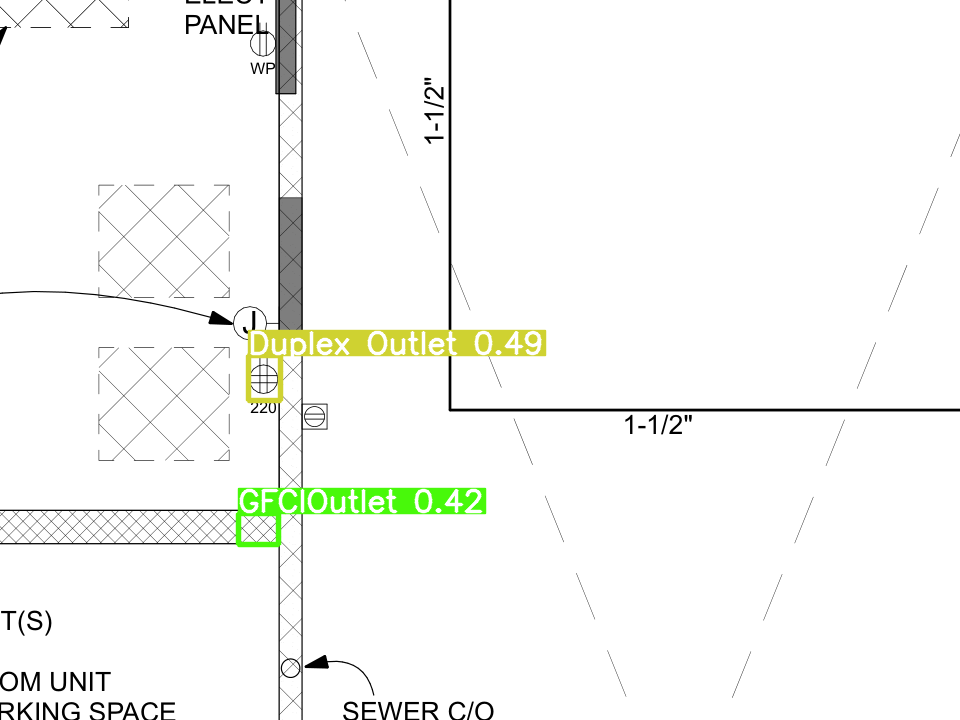 PANEL
WP
1-1/2"
J
Duplex Outlet 0.49
220
1-1/2"
GFCIOutlet 0.42
T(S)
OM UNIT
RKING SPACE
SEWER C/O